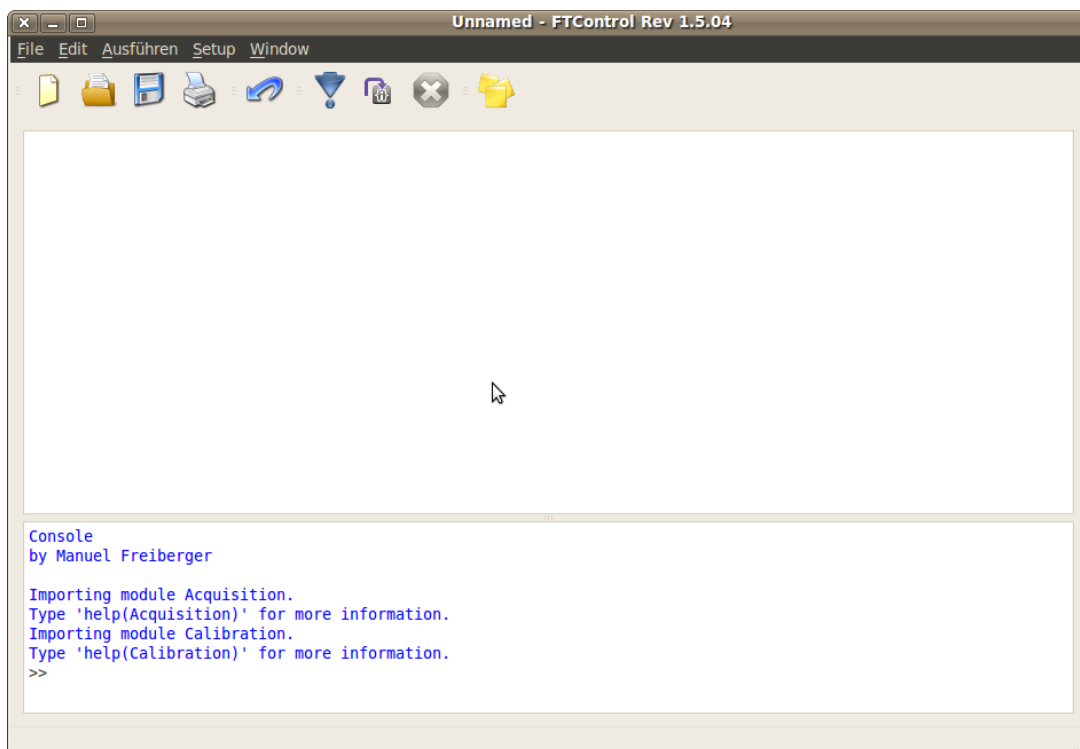 Unnamed - FTControl Rev 1.5.04
File Edit Ausführen Setup Window
Console
by Manuel Freiberger
Importing module Acquisition.
Type 'help(Acquisition)' for more information.
Importing module Calibration.
Type 'help(Calibration)' for more information.
>>